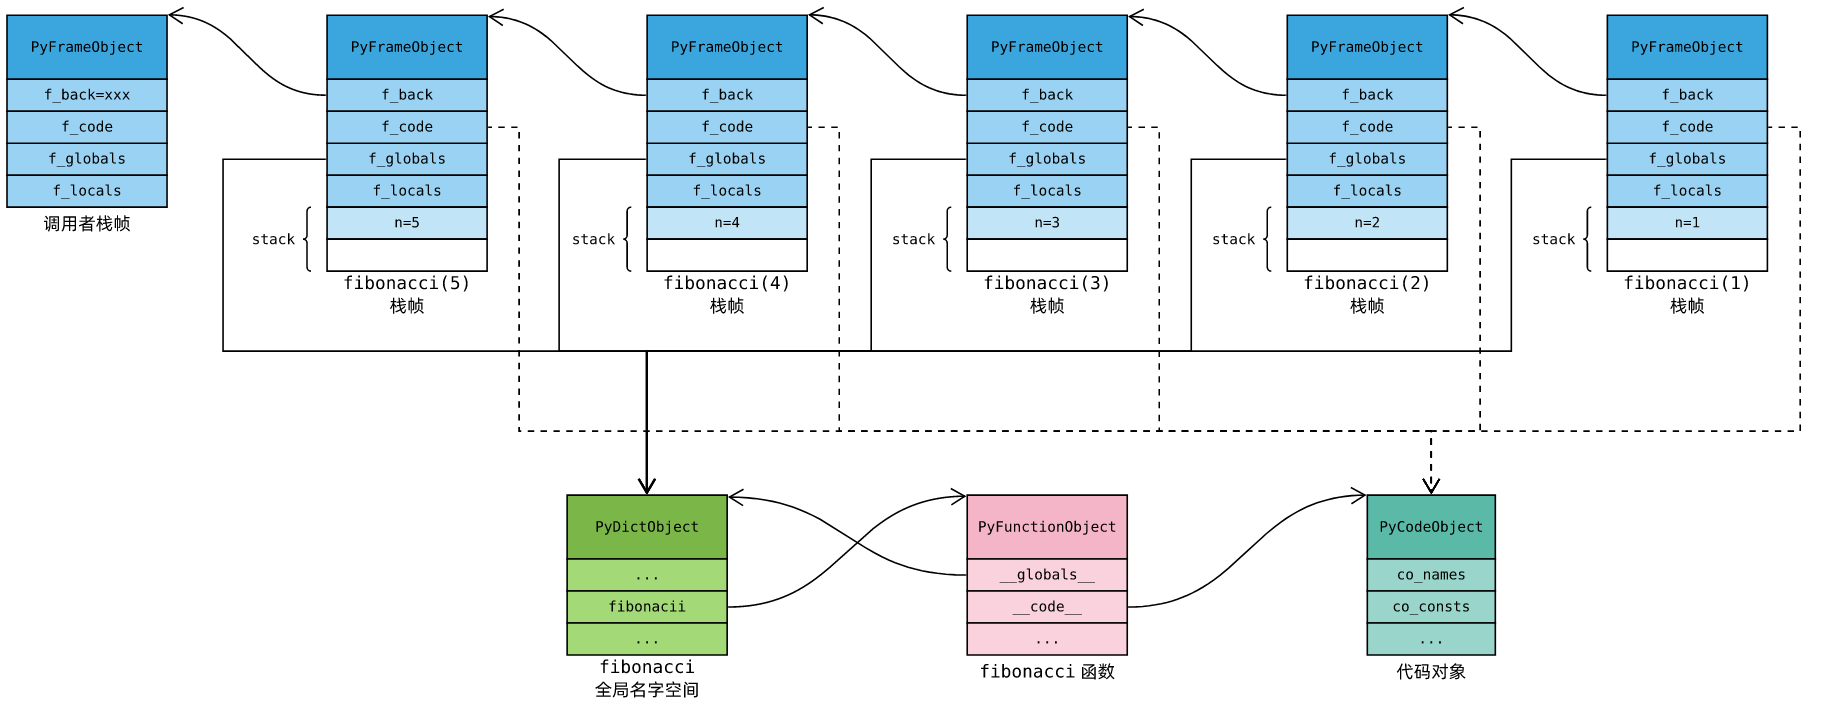 PyFrameObject
f_back=xxx
f_code
f_globals
f_locals
调用者栈帧
PyFrameObject
f_back
f_code
f_globals
f_locals
stack
n=5
fibonacci(5)
栈帧
PyFrameObject
f_back
f_code
f_globals
f_locals
stack
n=4
fibonacci(4)
栈帧
PyFrameObject
f_back
f_code
f_globals
f_locals
stack
n=3
fibonacci(3)
栈帧
PyFrameObject
f_back
f_code
f_globals
f_locals
stack
n=2
fibonacci(2)
栈帧
PyFrameObject
f_back
f_code
f_globals
f_locals
stack
n=1
fibonacci(1)
栈帧
PyDictObject
...
fibonacii
...
fibonacci
全局名字空间
PyFunctionObject
__globals__
__code__
...
fibonacci 函数
PyCodeObject
co_names
co_consts
...
代码对象